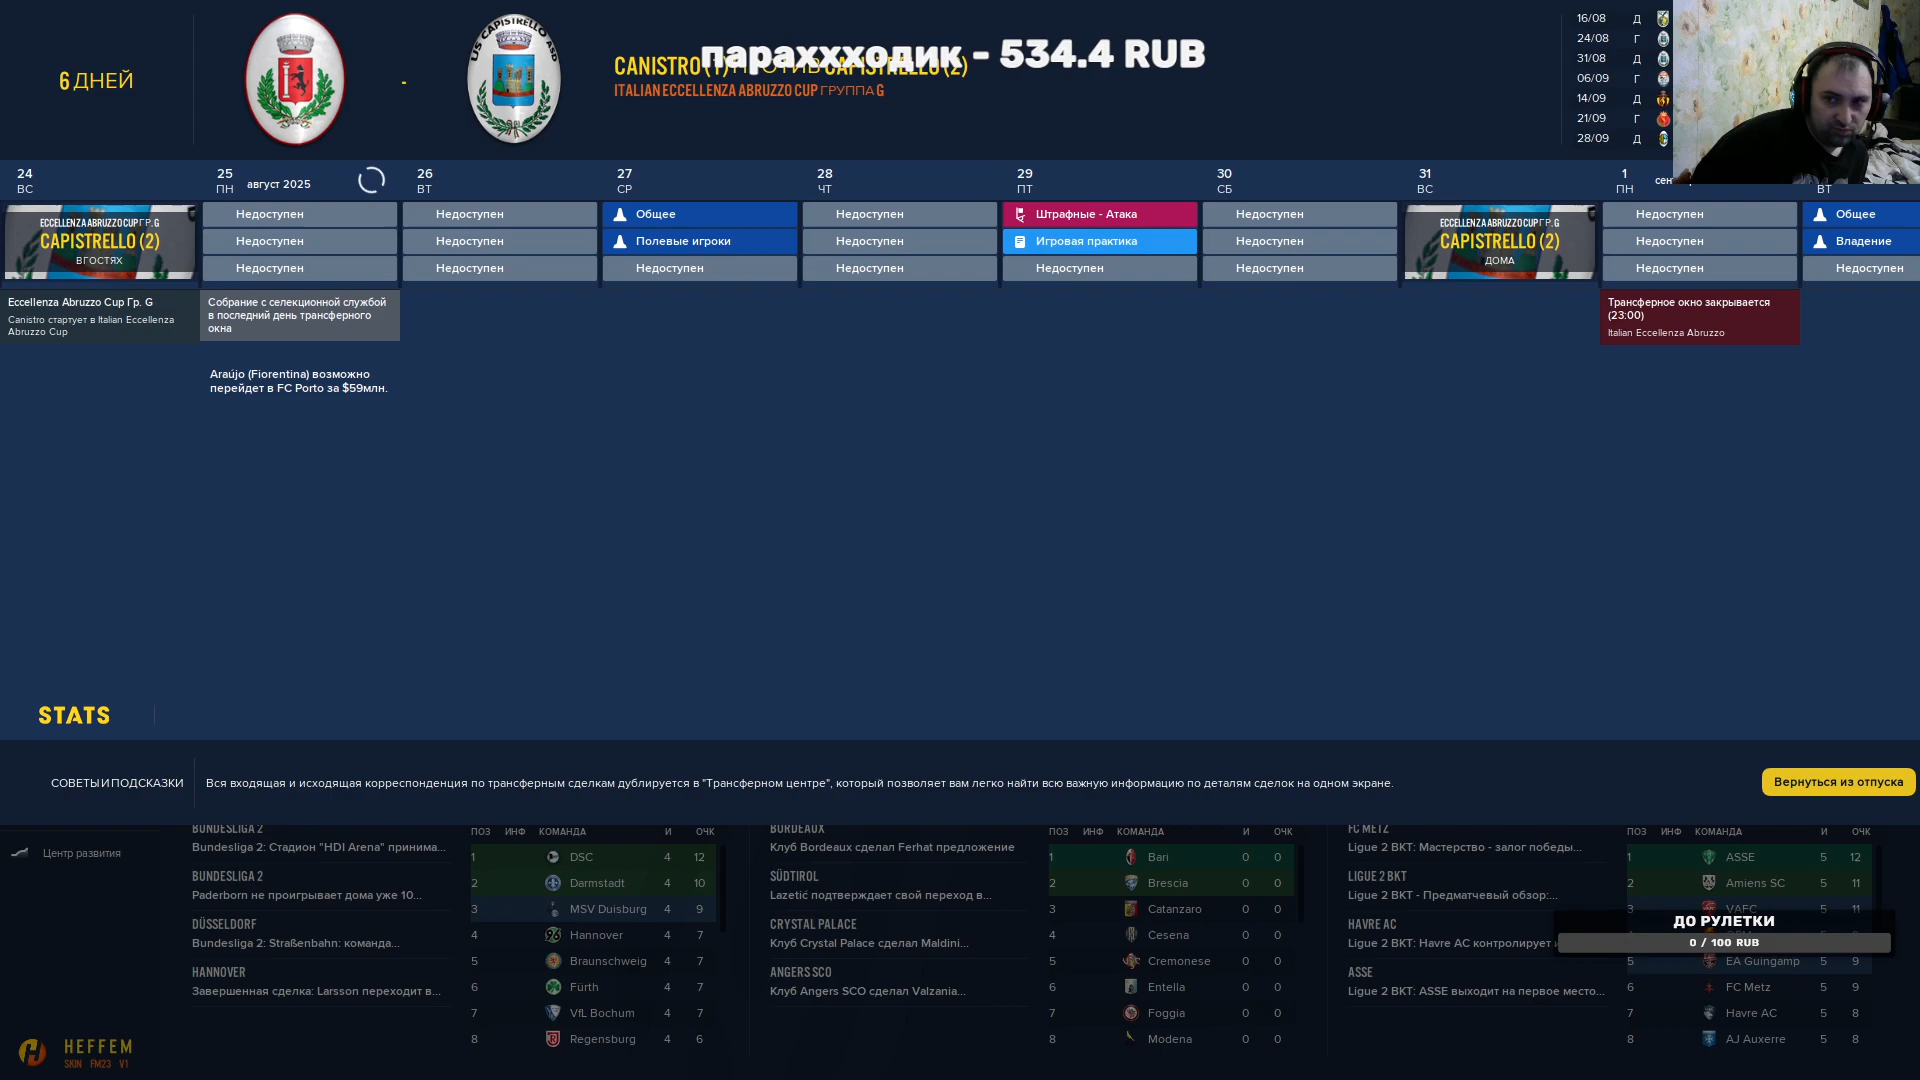 6 ДНЕЙ
US CAPISTRELLO ASD
-
CANISTRO (1) ПРОТИВ CAPISTRELLO (2)
параххходик - 534.4 RUB
ITALIAN ECCELLENZA ABRUZZO CUP ГРУППА G
16/08 Д
24/08 Г
31/08 Д
06/09 Г
14/09 Д
21/09 Г
28/09 Д
24 ВС
25 ПН август 2025
26 ВТ
27 СР
28 ЧТ
29 ПТ
30 СБ
31 ВС
1 ПН
ВТ
ECCELLENZA ABRUZZO CUP ГР. G
CAPISTRELLO (2)
В ГОСТЯХ
Недоступен
Недоступен
Недоступен
Недоступен
Недоступен
Недоступен
Общее
Полевые игроки
Недоступен
Недоступен
Недоступен
Недоступен
Штрафные - Атака
Игровая практика
Недоступен
Недоступен
Недоступен
Недоступен
ECCELLENZA ABRUZZO CUP ГР. G
CAPISTRELLO (2)
ДОМА
Недоступен
Недоступен
Недоступен
Общее
Владение
Недоступен
Eccellenza Abruzzo Cup Гр. G
Canistro стартует в Italian Eccellenza
Abruzzo Cup
Собрание с селекционной службой
в последний день трансферного
окна
Трансферное окно закрывается
(23:00)
Italian Eccellenza Abruzzo
Araújo (Fiorentina) возможно
перейдет в FC Porto за $59млн.
STATS
СОВЕТЫ И ПОДСКАЗКИ
Вся входящая и исходящая корреспонденция по трансферным сделкам дублируется в "Трансферном центре", который позволяет вам легко найти всю важную информацию по деталям сделок на одном экране.
Вернуться из отпуска
Центр развития
BUNDESLIGA 2
Bundesliga 2: Стадион "HDI Arena" принима...
BUNDESLIGA 2
Paderborn не проигрывает дома уже 10...
DÜSSELDORF
Bundesliga 2: Straßenbahn: команда...
HANNOVER
Завершенная сделка: Larsson переходит в...
ПОЗ ИНФ КОМАНДА И ОЧК
1 DSC 4 12
2 Darmstadt 4 10
3 MSV Duisburg 4 9
4 Hannover 4 7
5 Braunschweig 4 7
6 Fürth 4 7
7 VfL Bochum 4 7
8 Regensburg 4 6
BORDEAUX
Клуб Bordeaux сделал Ferhat предложение
SÜDTIROL
Lazetić подтверждает свой переход в...
CRYSTAL PALACE
Клуб Crystal Palace сделал Maldini...
ANGERS SCO
Клуб Angers SCO сделал Valzania...
ПОЗ ИНФ КОМАНДА И ОЧК
1 Bari 0 0
2 Brescia 0 0
3 Catanzaro 0 0
4 Cesena 0 0
5 Cremonese 0 0
6 Entella 0 0
7 Foggia 0 0
8 Modena 0 0
FC METZ
Ligue 2 BKT: Мастерство - залог победы...
LIGUE 2 BKT
Ligue 2 BKT - Предматчевый обзор:...
HAVRE AC
Ligue 2 BKT: Havre AC контролирует
ASSE
Ligue 2 BKT: ASSE выходит на первое место...
ПОЗ ИНФ КОМАНДА И ОЧК
1 ASSE 5 12
2 Amiens SC 5 11
3 VAFC 5 11
5 EA Guingamp 5 9
6 FC Metz 5 9
7 Havre AC 5 8
8 AJ Auxerre 5 8
ДО РУЛЕТКИ
0 / 100 RUB
HEFFEM
SKIN FM23 V1